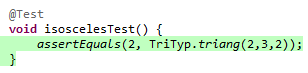 @Test
void isoscelesTest() {
    assertEquals(2, TriTyp.triang(2,3,2));
}